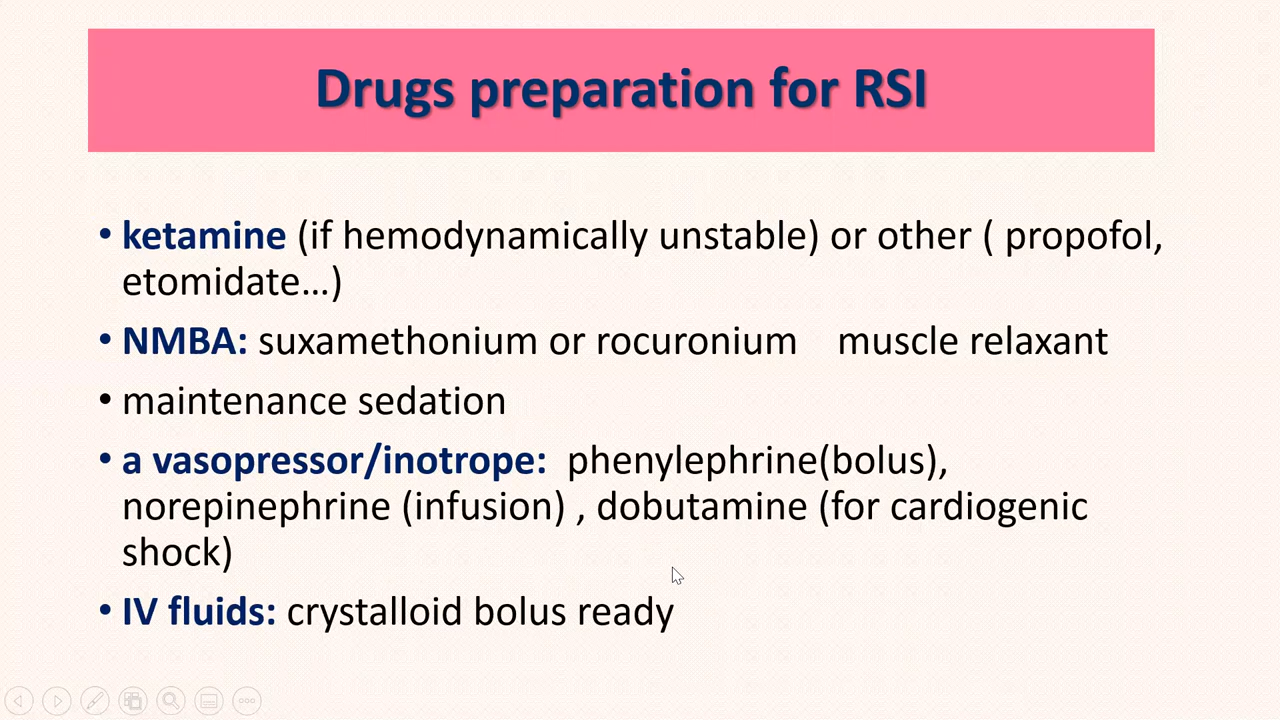 Drugs preparation for RSI
• ketamine (if hemodynamically unstable) or other ( propofol,
etomidate…)
• NMBA: suxamethonium or rocuronium muscle relaxant
• maintenance sedation
• a vasopressor/inotrope: phenylephrine(bolus),
norepinephrine (infusion) , dobutamine (for cardiogenic
shock)
• IV fluids: crystalloid bolus ready